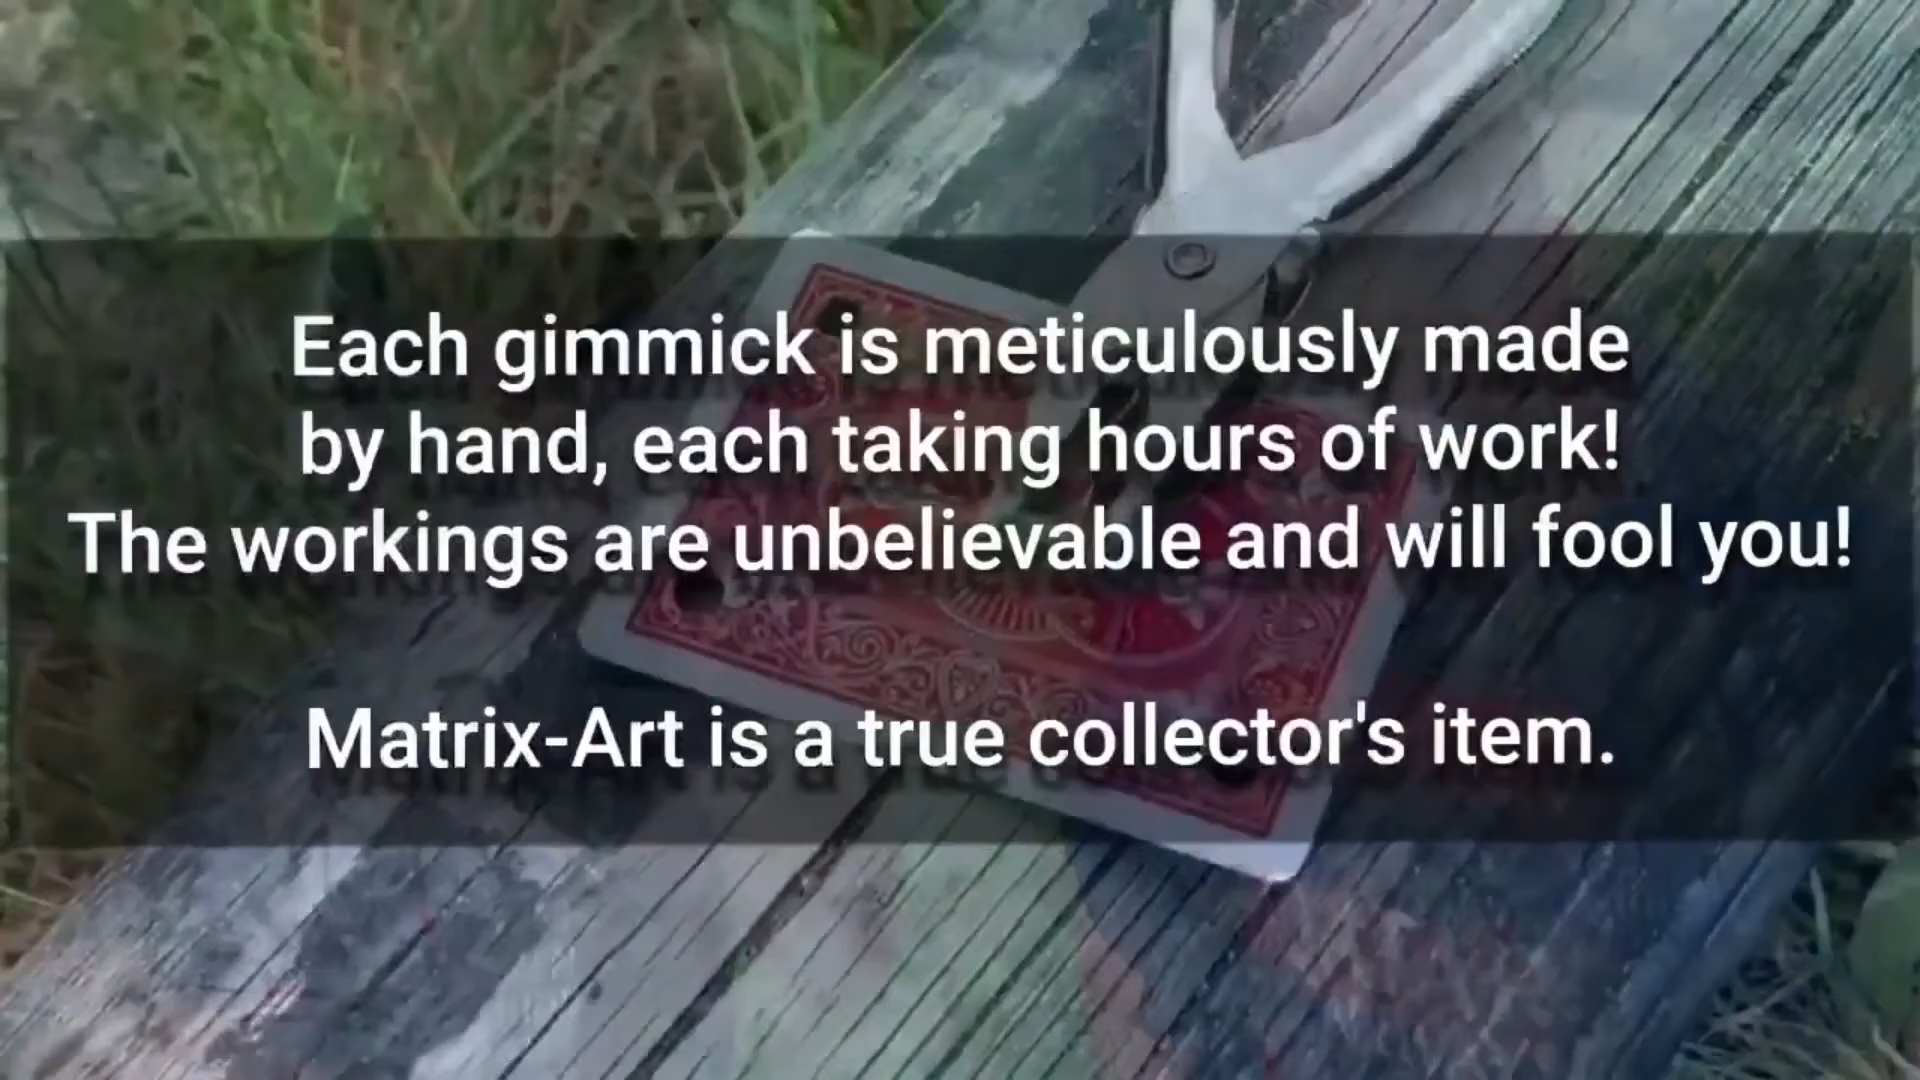 Each gimmick is meticulously made
by hand, each taking hours of work!
The workings are unbelievable and will fool you!
Matrix-Art is a true collector's item.